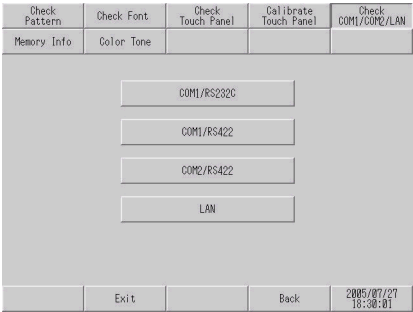 Check Pattern
Check Font
Check Touch Panel
Calibrate Touch Panel
Check COM1/COM2/LAN
Memory Info
Color Tone
COM1/RS232C
COM1/RS422
COM2/RS422
LAN
Exit
Back
2005/07/27
18:30:01